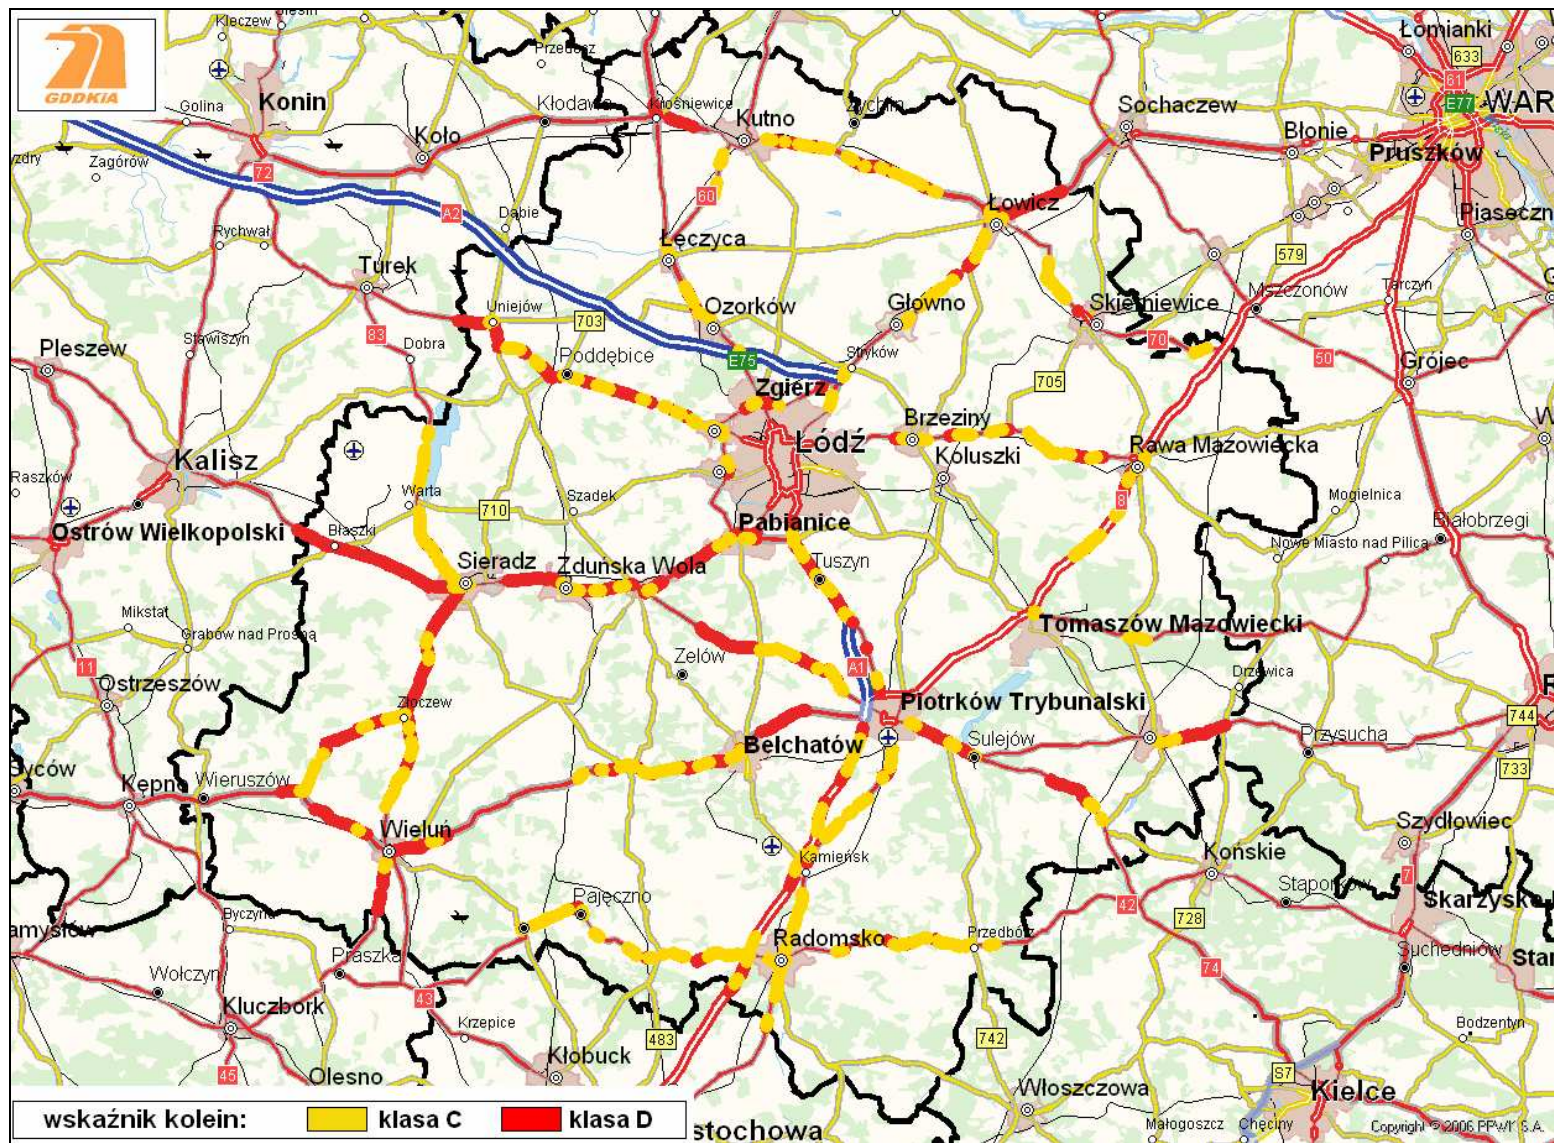 GDDKiA
Kleczew
Przedecz
Łomianki
633
61
E77
WAR
Golina
Konin
Koło
Kłodawa
Krośniewice
Kutno
Żychlin
Sochaczew
Błonie
Pruszków
Zagórów
72
A2
Dąbie
60
Łowicz
Piaseczn
Rychwał
Turek
Łęczyca
579
Mszczonów
Tarczyn
Uniejów
703
Ozorków
Głowno
Skierniewice
83
Stawiszyn
Dobra
Pleszew
Poddębice
E75
Stryków
70
50
Grójec
Zgierz
705
Brzeziny
Łódź
Koluszki
Rawa Mazowiecka
Kalisz
Raszków
Warta
Szadek
710
8
Mogielnica
Ostrów Wielkopolski
Błaszki
Pabianice
Białobrzegi
Nowe Miasto nad Pilicą
Sieradz
Zduńska Wola
Tuszyn
Mikstat
Grabów nad Prosną
Tomaszów Mazowiecki
11
Zelów
A1
Drzewica
Ostrzeszów
Złoczew
Piotrków Trybunalski
744
Bełchatów
Sulejów
Przysucha
733
Syców
Kępno
Wieruszów
Wieluń
Szydłowiec
Kamieńsk
Końskie
7
Stąporków
Pajęczno
42
728
Skarżysko
Byczyna
Radomsko
Przedbórz
Suchedniów
amysłów
Praszka
Wołczyn
43
74
Star
Kluczbork
Krzepice
483
742
Bodzentyn
45
Olesno
Kłobuck
S7
Włoszczowa
Kielce
wskaźnik kolein: klasa C klasa D
stochowa
Małogoszcz
Chęciny
Copyright © 2006 PPWK S.A.